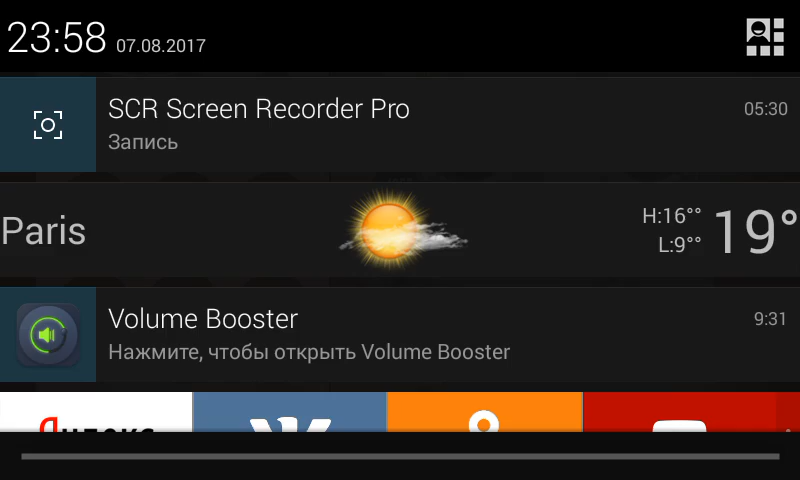 23:58 07.08.2017
SCR Screen Recorder Pro 05:30
Запись
Paris
H:16°°
L:9°°
19°
Volume Booster 9:31
Нажмите, чтобы открыть Volume Booster
Яндекс